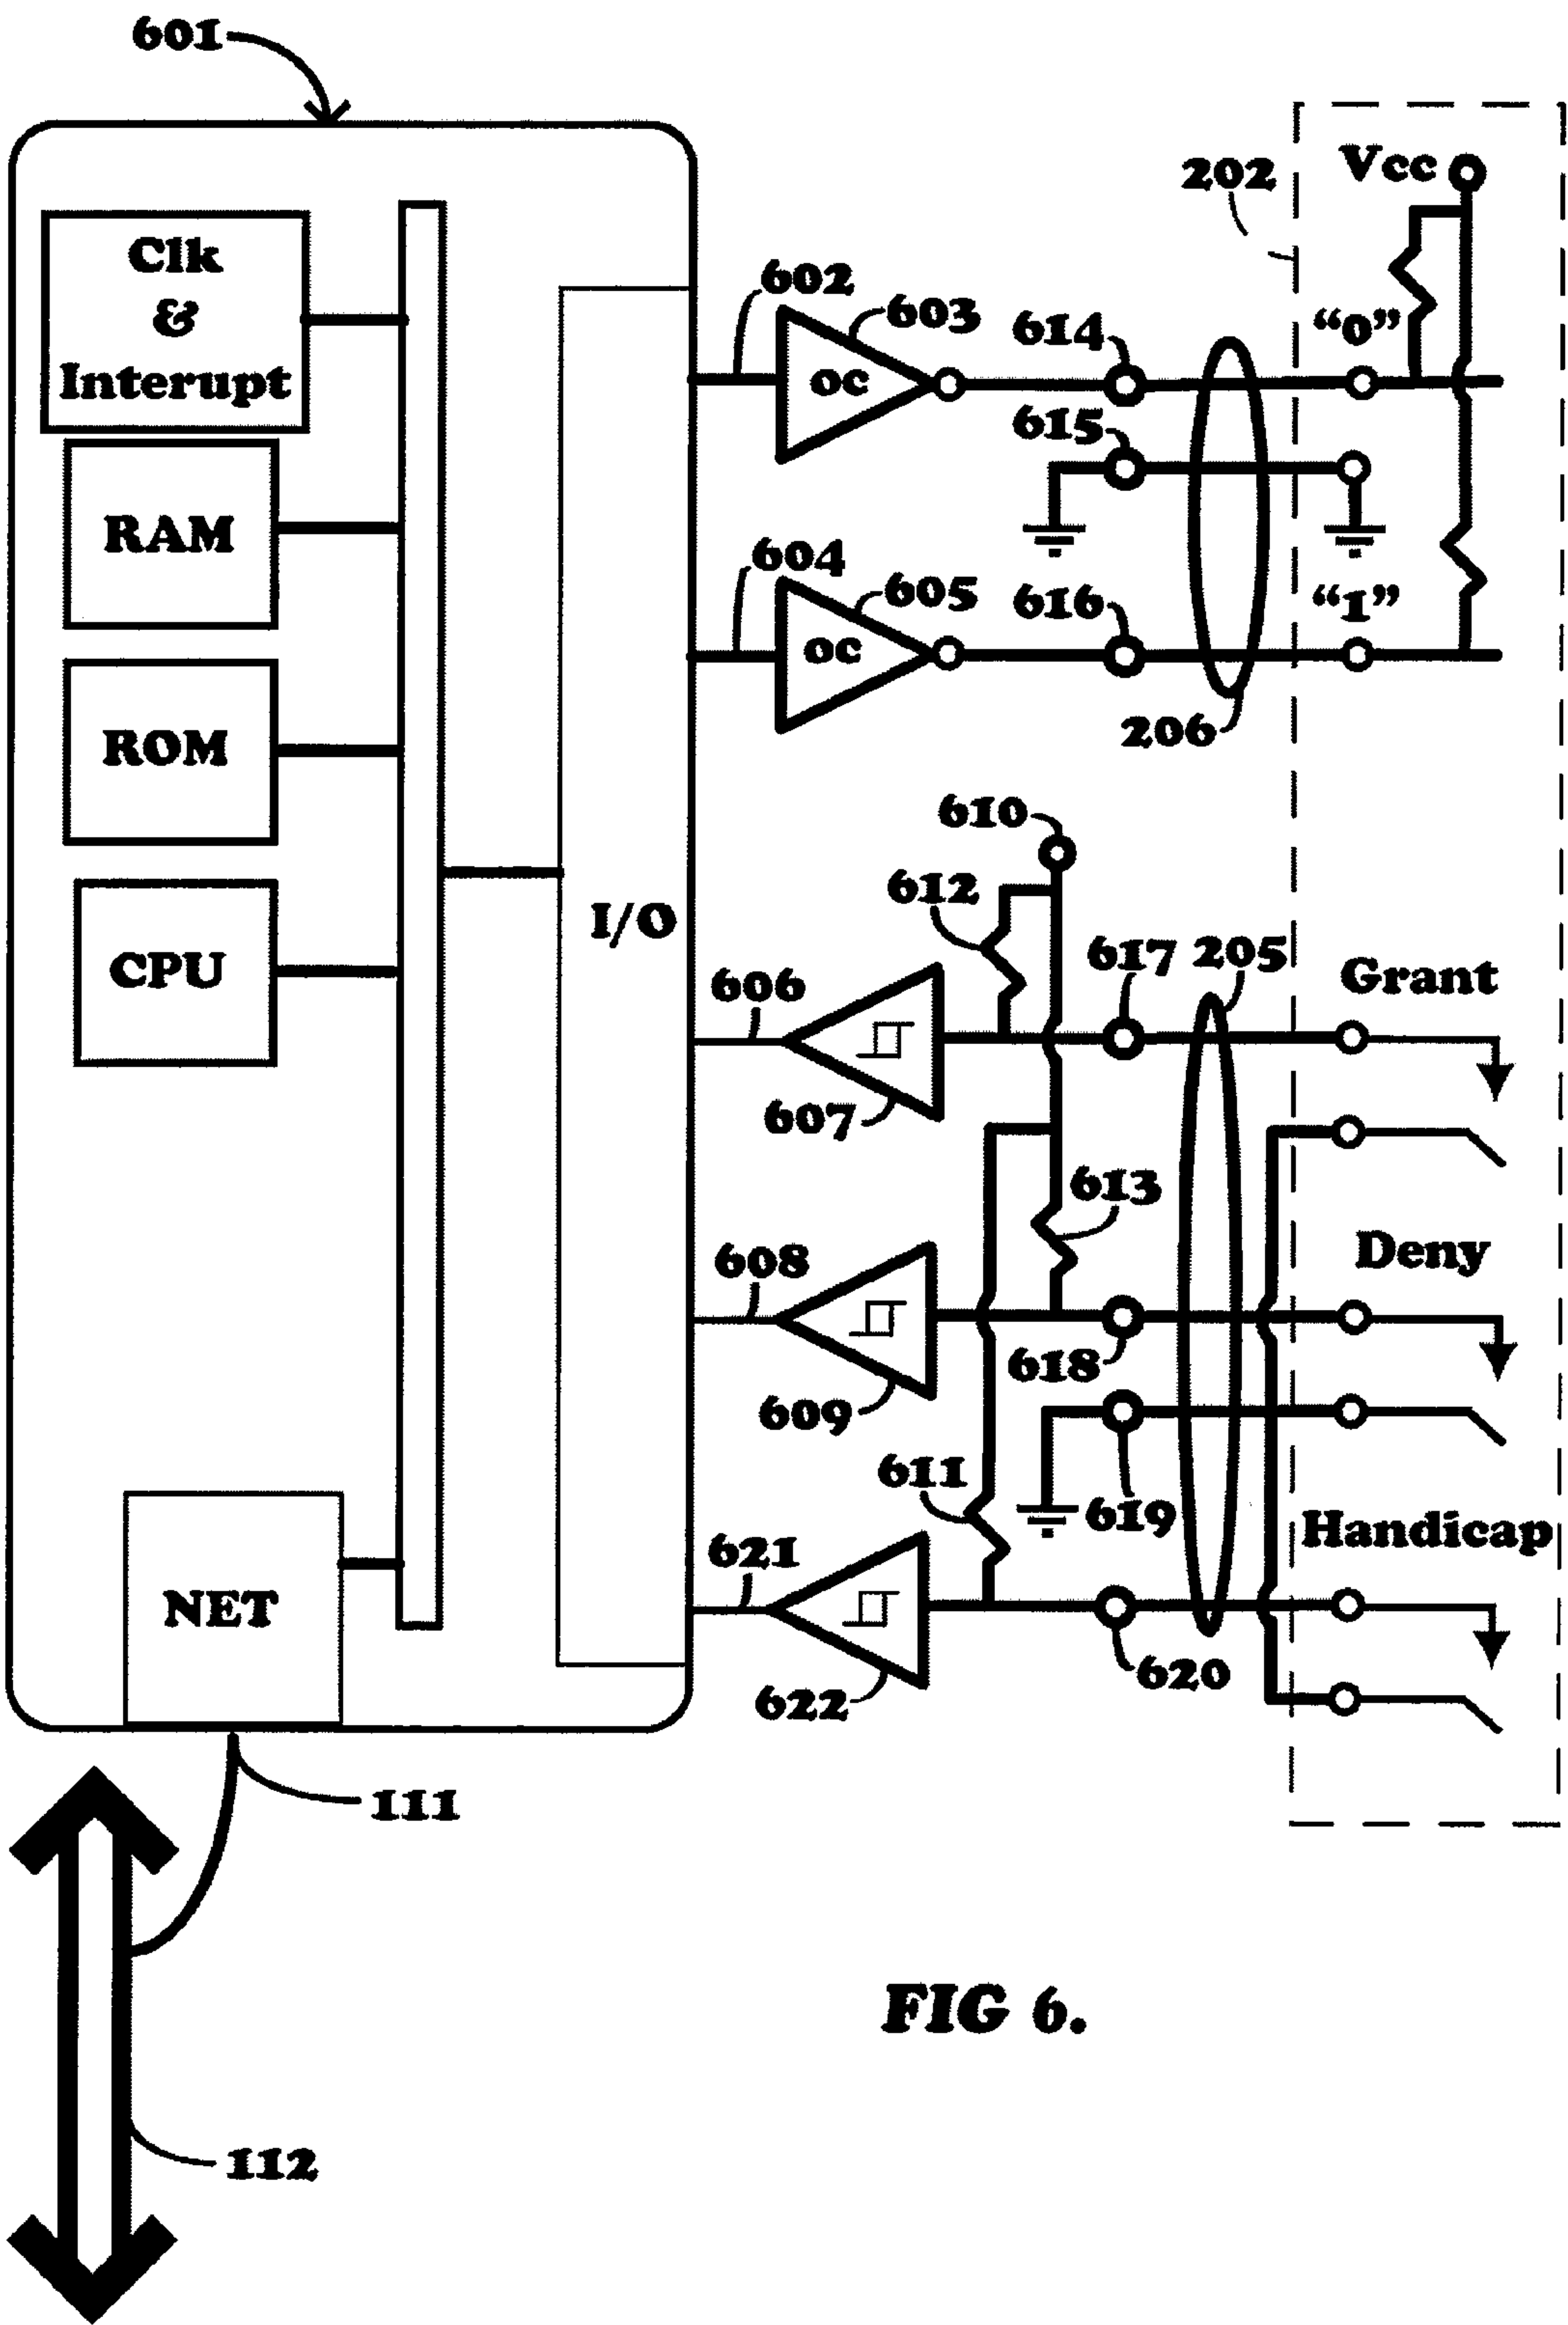 601
Clk
&
Interupt
RAM
ROM
CPU
NET
I/O
111
112
602
603
oc
614
615
604
605
oc
616
206
202
Vcc
“0”
“1”
610
612
606
607
617
205
Grant
613
608
609
618
Deny
611
619
621
622
620
Handicap
FIG 6.